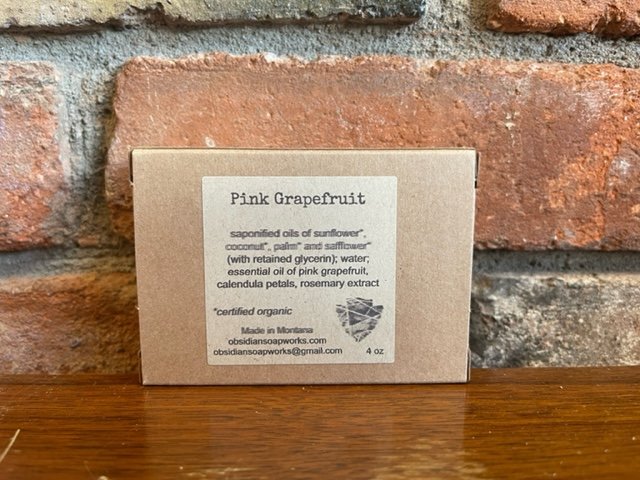 Pink Grapefruit
saponified oils of sunflower*,
coconut*, palm* and safflower*
(with retained glycerin); water;
essential oil of pink grapefruit,
calendula petals, rosemary extract
*certified organic
Made in Montana
obsidiansoapworks.com
obsidiansoapworks@gmail.com 4 oz